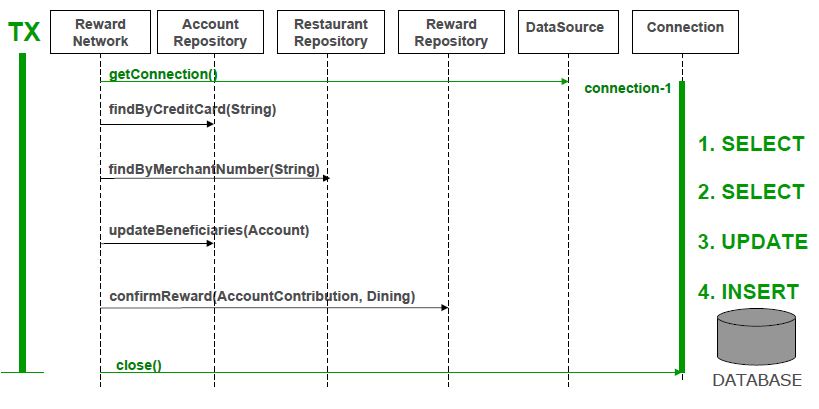 TX
Reward
Network
Account
Repository
Restaurant
Repository
Reward
Repository
DataSource
Connection
getConnection()
connection-1
findByCreditCard(String)
1. SELECT
findByMerchantNumber(String)
2. SELECT
updateBeneficiaries(Account)
3. UPDATE
confirmReward(AccountContribution, Dining)
4. INSERT
close()
DATABASE